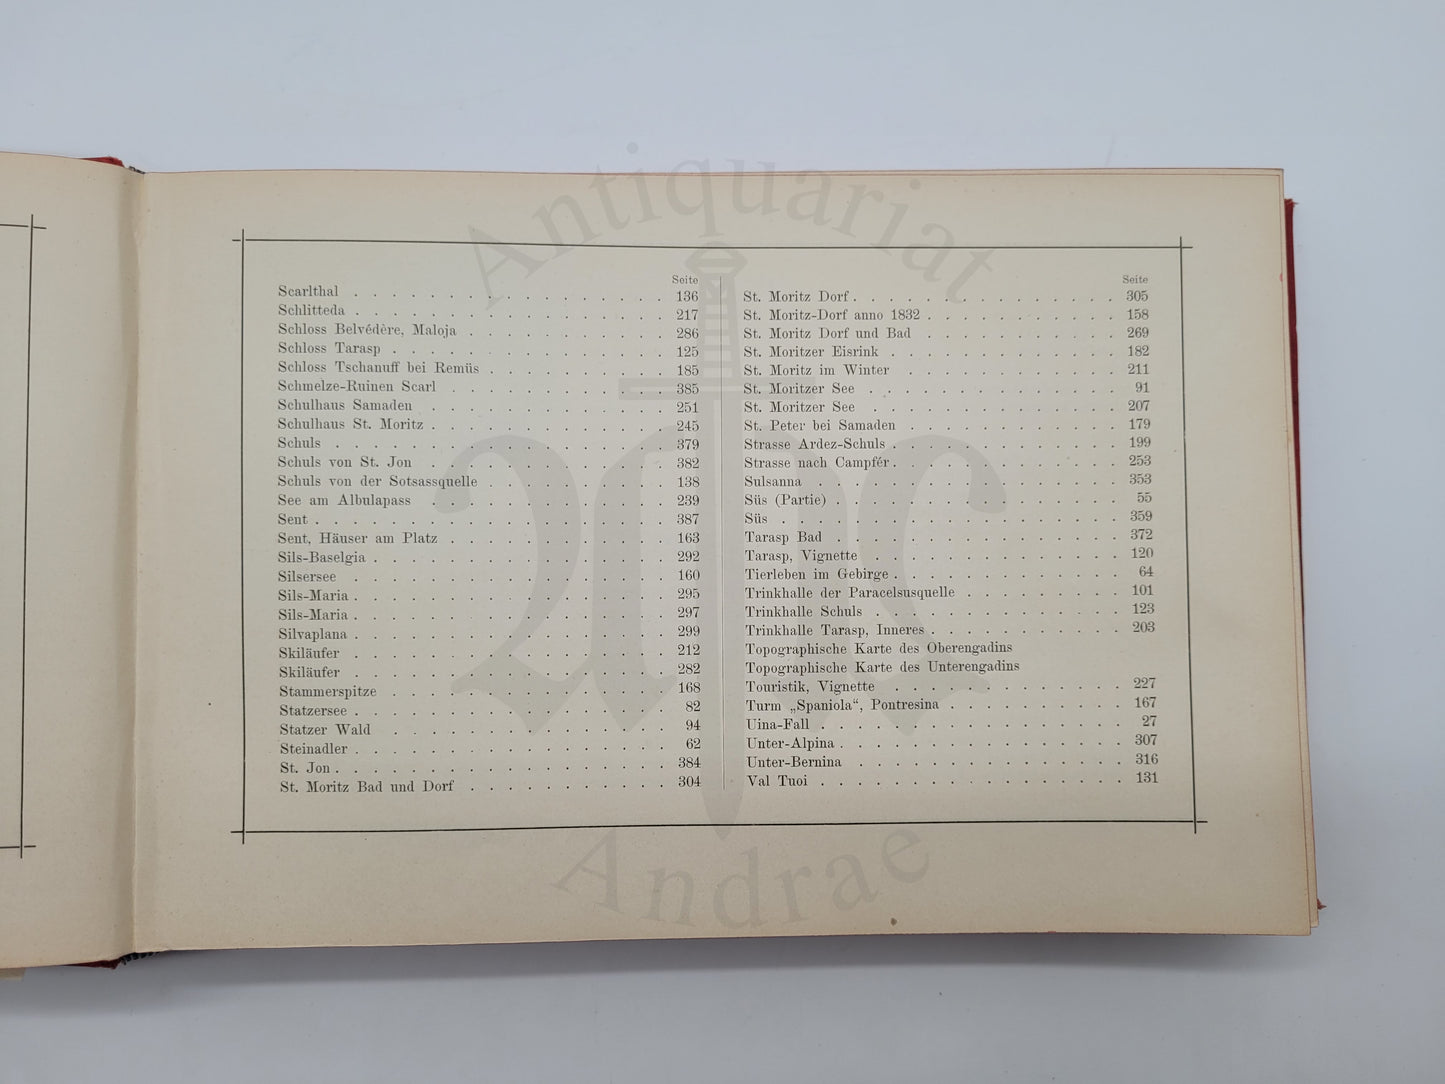 Seite
Scarlthal . . . . . . . . . . . . . . . . . 136
Schlitteda . . . . . . . . . . . . . . . . . 217
Schloss Belvédère, Maloja . . . . . . . . . . . 286
Schloss Tarasp . . . . . . . . . . . . . . . 125
Schloss Tschanuff bei Remüs . . . . . . . . . . 185
Schmelze-Ruinen Scarl . . . . . . . . . . . . 385
Schulhaus Samaden . . . . . . . . . . . . . 251
Schulhaus St. Moritz . . . . . . . . . . . . . 245
Schuls . . . . . . . . . . . . . . . . . . 379
Schuls von St. Jon . . . . . . . . . . . . . 382
Schuls von der Sotsassquelle . . . . . . . . . . 138
See am Albulapass . . . . . . . . . . . . . 239
Sent . . . . . . . . . . . . . . . . . . . 387
Sent, Häuser am Platz . . . . . . . . . . . . 163
Sils-Baselgia . . . . . . . . . . . . . . . . 292
Silsersee . . . . . . . . . . . . . . . . . 160
Sils-Maria . . . . . . . . . . . . . . . . . 295
Sils-Maria . . . . . . . . . . . . . . . . . 297
Silvaplana . . . . . . . . . . . . . . . . . 299
Skiläufer . . . . . . . . . . . . . . . . . 212
Skiläufer . . . . . . . . . . . . . . . . . 282
Stammerspitze . . . . . . . . . . . . . . . 168
Statzersee . . . . . . . . . . . . . . . . . 82
Statzer Wald . . . . . . . . . . . . . . . 94
Steinadler . . . . . . . . . . . . . . . . . 62
St. Jon . . . . . . . . . . . . . . . . . . 384
St. Moritz Bad und Dorf . . . . . . . . . . . 304
Seite
St. Moritz Dorf . . . . . . . . . . . . . . 305
St. Moritz-Dorf anno 1832 . . . . . . . . . . 158
St. Moritz Dorf und Bad . . . . . . . . . . 269
St. Moritzer Eisrink . . . . . . . . . . . . 182
St. Moritz im Winter . . . . . . . . . . . 211
St. Moritzer See . . . . . . . . . . . . . 91
St. Moritzer See . . . . . . . . . . . . . 207
St. Peter bei Samaden . . . . . . . . . . . 179
Strasse Ardez-Schuls . . . . . . . . . . . . 199
Strasse nach Campfér . . . . . . . . . . . . 253
Sulsanna . . . . . . . . . . . . . . . . 353
Süs (Partie) . . . . . . . . . . . . . . . 55
Süs . . . . . . . . . . . . . . . . . . 359
Tarasp Bad . . . . . . . . . . . . . . . 372
Tarasp, Vignette . . . . . . . . . . . . . 120
Tierleben im Gebirge . . . . . . . . . . . . 64
Trinkhalle der Paracelsusquelle . . . . . . . . 101
Trinkhalle Schuls . . . . . . . . . . . . . 123
Trinkhalle Tarasp, Inneres . . . . . . . . . . 203
Topographische Karte des Oberengadins
Topographische Karte des Unterengadins
Touristik, Vignette . . . . . . . . . . . . 227
Turm „Spaniola“, Pontresina . . . . . . . . . 167
Uina-Fall . . . . . . . . . . . . . . . . 27
Unter-Alpina . . . . . . . . . . . . . . . 307
Unter-Bernina . . . . . . . . . . . . . . 316
Val Tuoi . . . . . . . . . . . . . . . . 131
Antiquariat
Andrae